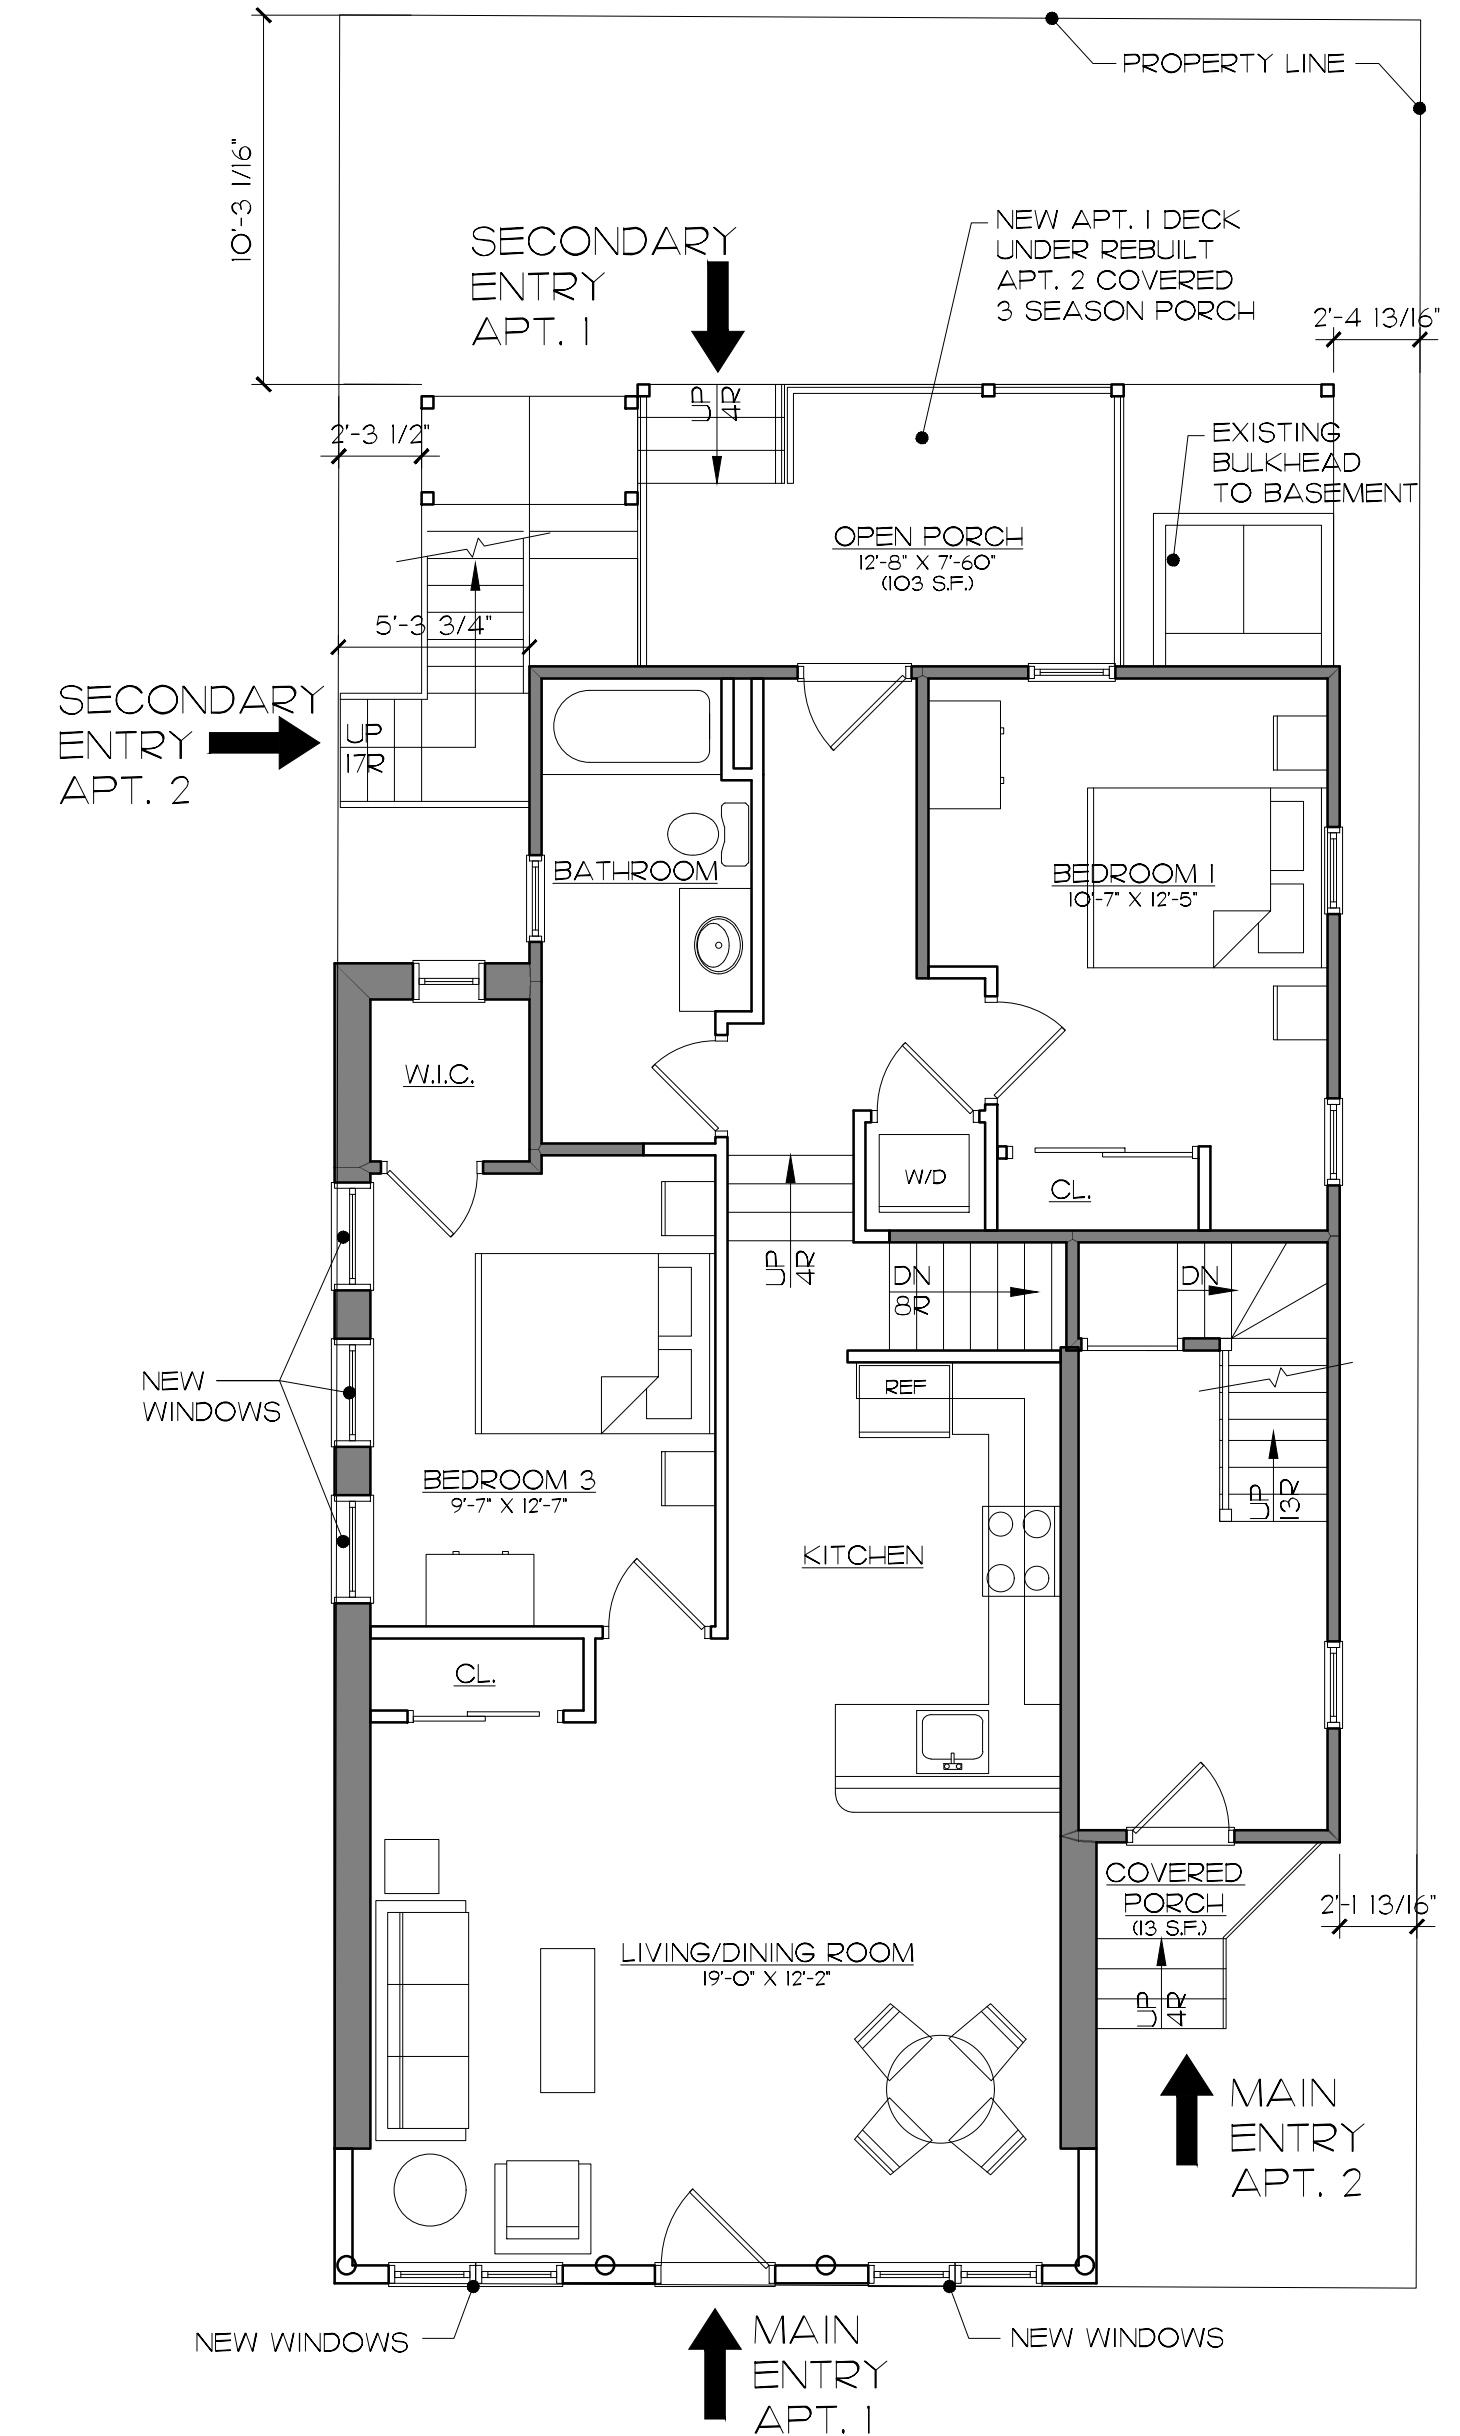 PROPERTY LINE
10'-3 1/16"
SECONDARY
ENTRY
APT. 1
NEW APT. 1 DECK
UNDER REBUILT
APT. 2 COVERED
3 SEASON PORCH
2'-4 13/16"
UP
4R
2'-3 1/2"
EXISTING
BULKHEAD
TO BASEMENT
OPEN PORCH
12'-8" X 7'-60"
(103 S.F.)
5'-3 3/4"
SECONDARY
ENTRY
APT. 2
UP
17R
BATHROOM
BEDROOM 1
10'-7" X 12'-5"
W.I.C.
W/D
CL.
UP
4R
DN
8R
DN
NEW
WINDOWS
REF
BEDROOM 3
9'-7" X 12'-7"
UP
13R
KITCHEN
CL.
COVERED
PORCH
(13 S.F.)
2'-1 13/16"
LIVING/DINING ROOM
19'-0" X 12'-2"
UP
4R
MAIN
ENTRY
APT. 2
NEW WINDOWS
MAIN
ENTRY
APT. 1
NEW WINDOWS